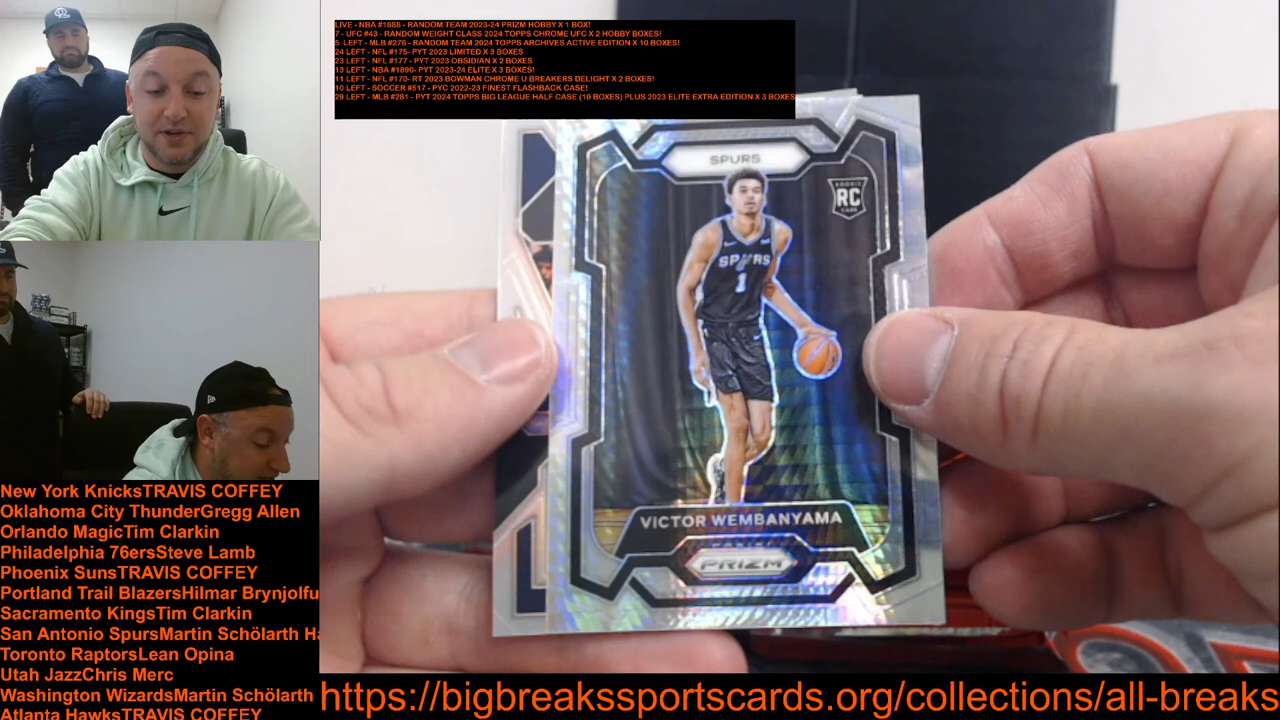 LIVE - NBA #1888 - RANDOM TEAM 2023-24 PRIZM HOBBY X 1 BOX!
7 - UFC #43 - RANDOM WEIGHT CLASS 2024 TOPPS CHROME UFC X 2 HOBBY BOXES!
5 LEFT - MLB #276 - RANDOM TEAM 2024 TOPPS ARCHIVES ACTIVE EDITION X 10 BOXES!
24 LEFT - NFL #175- PYT 2023 LIMITED X 3 BOXES
23 LEFT - NFL #177 - PYT 2023 OBSIDIAN X 2 BOXES
13 LEFT - NBA #1890- PYT 2023-24 ELITE X 3 BOXES!
11 LEFT - NFL #170- RT 2023 BOWMAN CHROME U BREAKERS DELIGHT X 2 BOXES!
10 LEFT - SOCCER #517 - PYC 2022-23 FINEST FLASHBACK CASE!
29 LEFT - MLB #281 - PYT 2024 TOPPS BIG LEAGUE HALF CASE (10 BOXES) PLUS 2023 ELITE EXTRA EDITION X 3 BOXES
SPURS
ROOKIE
RC
CARD
SPURS
1
VICTOR WEMBANYAMA
PANINI
PRIZM
New York KnicksTRAVIS COFFEY
Oklahoma City ThunderGregg Allen
Orlando MagicTim Clarkin
Philadelphia 76ersSteve Lamb
Phoenix SunsTRAVIS COFFEY
Portland Trail BlazersHilmar Brynjolfu
Sacramento KingsTim Clarkin
San Antonio SpursMartin Schölarth Ha
Toronto RaptorsLean Opina
Utah JazzChris Merc
Washington WizardsMartin Schölarth
Atlanta HawksTRAVIS COFFEY
https://bigbreakssportscards.org/collections/all-breaks